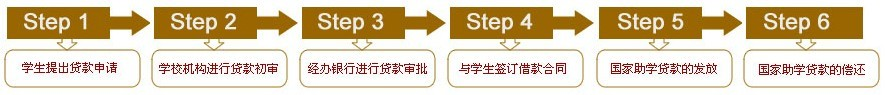 Step 1
Step 2
Step 3
Step 4
Step 5
Step 6
学生提出贷款申请
学校机构进行贷款初审
经办银行进行贷款审批
与学生签订借款合同
国家助学贷款的发放
国家助学贷款的偿还